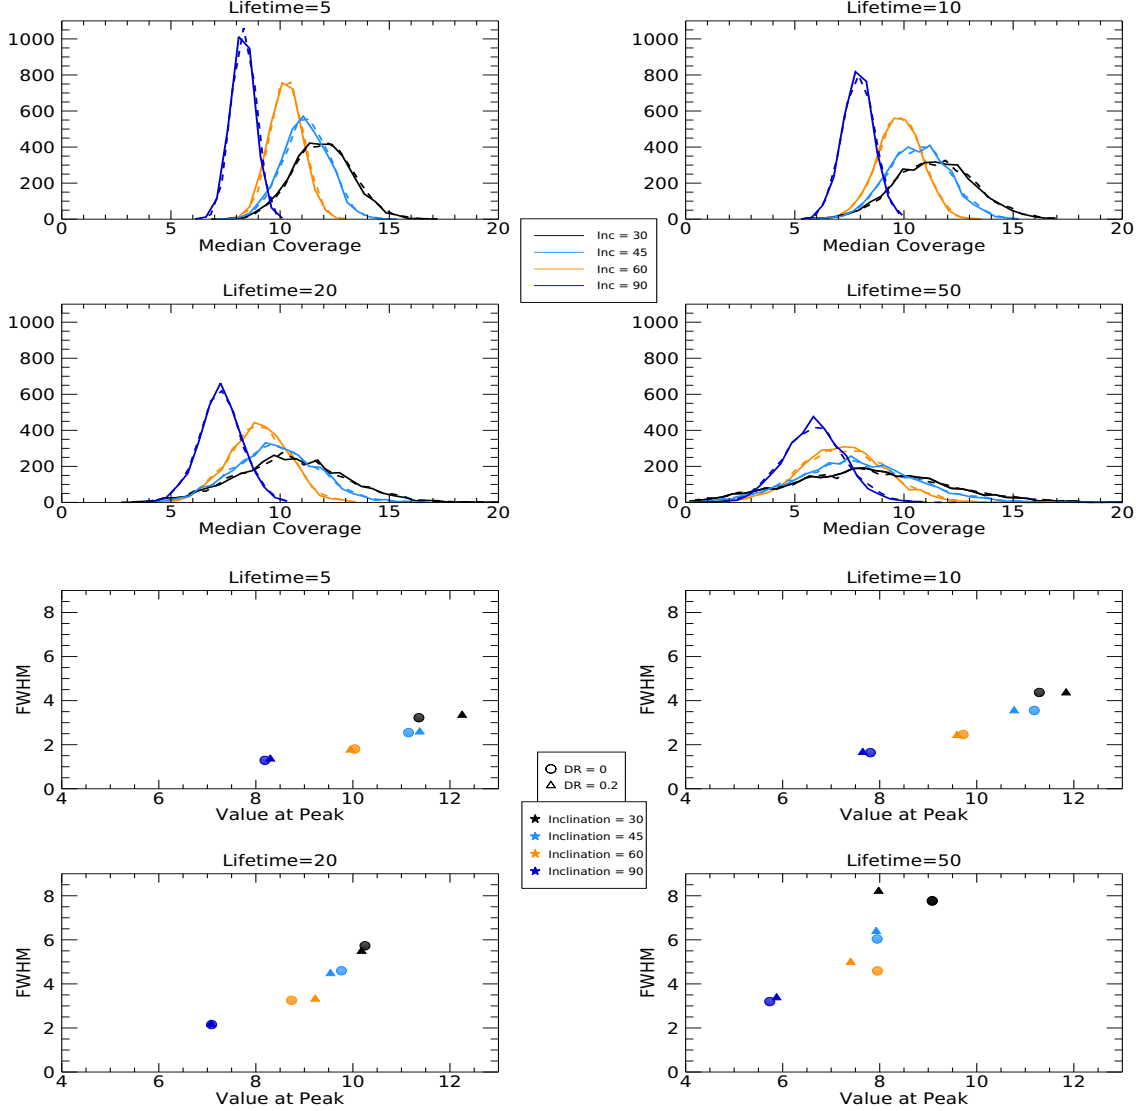 Lifetime=5
Lifetime=10
1000
800
600
400
200
0
0 5 10 15 20
Median Coverage
1000
800
600
400
200
0
0 5 10 15 20
Median Coverage
Inc = 30
Inc = 45
Inc = 60
Inc = 90
Lifetime=20
Lifetime=50
1000
800
600
400
200
0
0 5 10 15 20
Median Coverage
1000
800
600
400
200
0
0 5 10 15 20
Median Coverage
Lifetime=5
Lifetime=10
FWHM
8
6
4
2
0
4 6 8 10 12
Value at Peak
FWHM
8
6
4
2
0
4 6 8 10 12
Value at Peak
DR = 0
DR = 0.2
Inclination = 30
Inclination = 45
Inclination = 60
Inclination = 90
Lifetime=20
Lifetime=50
FWHM
8
6
4
2
0
4 6 8 10 12
Value at Peak
FWHM
8
6
4
2
0
4 6 8 10 12
Value at Peak